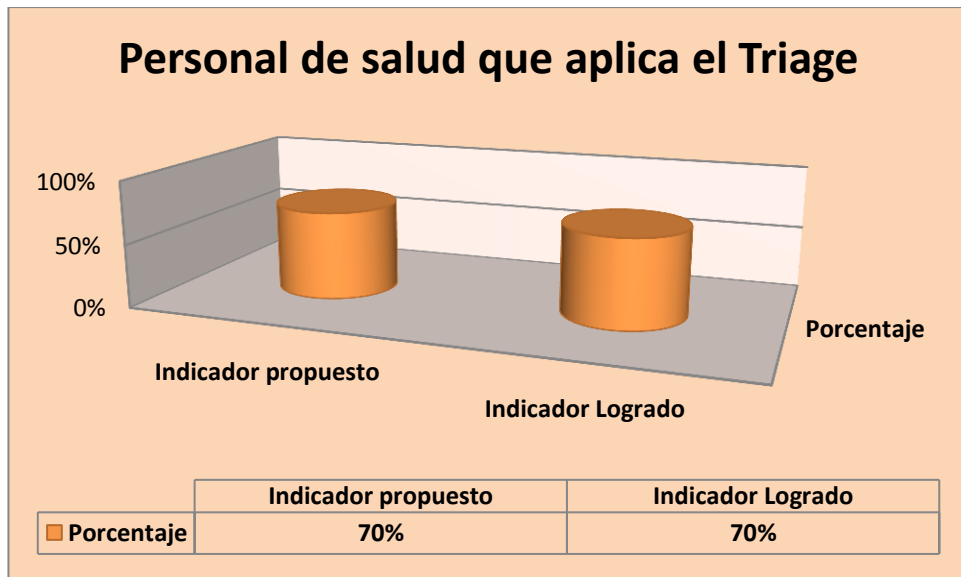 Personal de salud que aplica el Triage
100%
50%
0%
Porcentaje
Indicador propuesto
Indicador Logrado
Indicador propuesto Indicador Logrado
Porcentaje 70% 70%